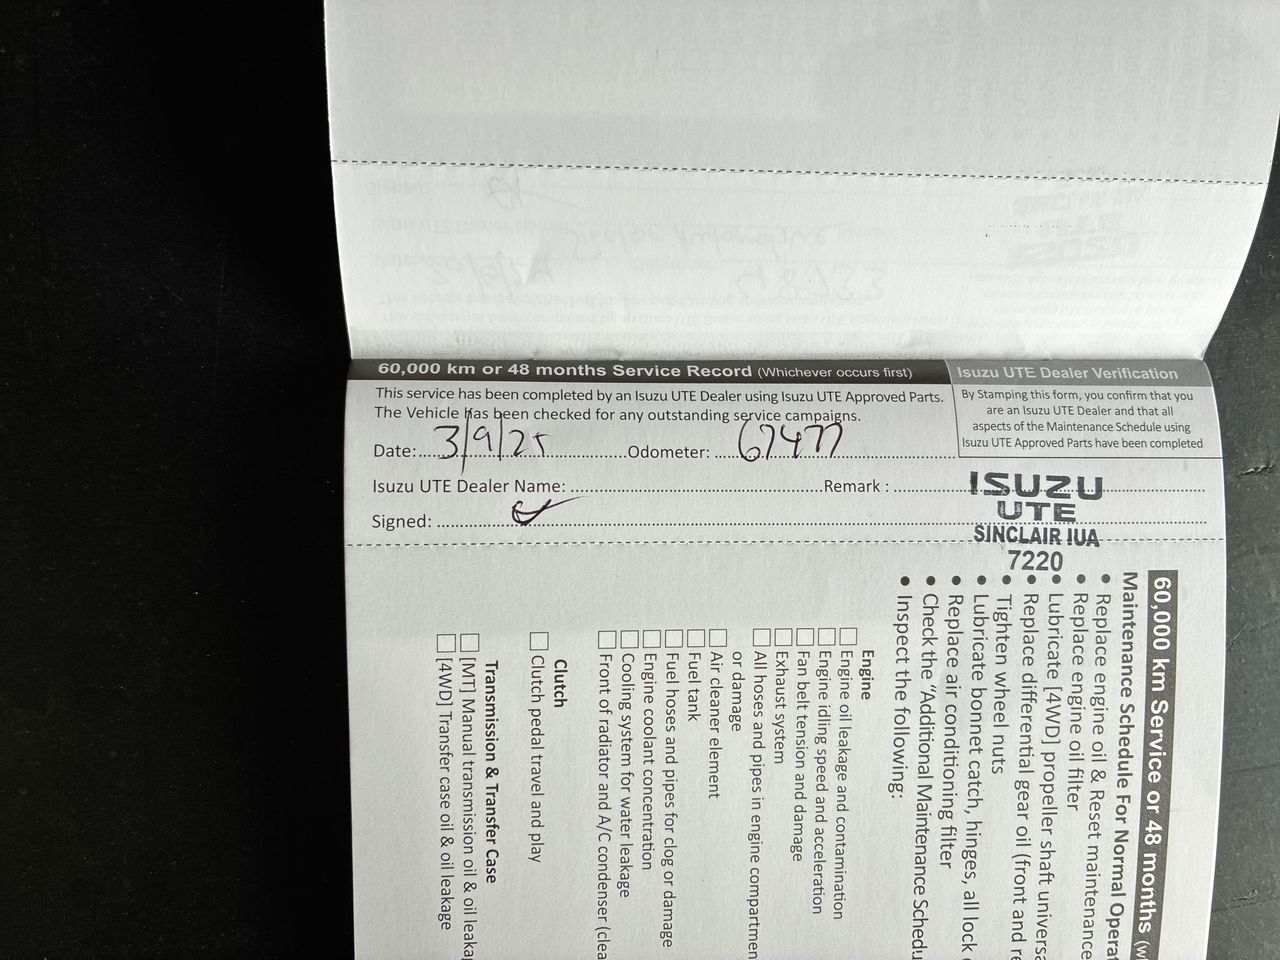 60,000 km or 48 months Service Record (Whichever occurs first)
Isuzu UTE Dealer Verification
This service has been completed by an Isuzu UTE Dealer using Isuzu UTE Approved Parts.
The Vehicle has been checked for any outstanding service campaigns.
By Stamping this form, you confirm that you
are an Isuzu UTE Dealer and that all
aspects of the Maintenance Schedule using
Isuzu UTE Approved Parts have been completed
Date: 3/9/25 Odometer: 67477
Isuzu UTE Dealer Name: Remark :
Signed:
ISUZU
UTE
SINCLAIR IUA
7220
60,000 km Service or 48 months
Maintenance Schedule For Normal
• Replace engine oil & Reset maintenance
• Replace engine oil filter
• Lubricate [4WD] propeller shaft
• Replace differential gear oil (front and
• Tighten wheel nuts
• Lubricate bonnet catch, hinges, all lock
• Replace air conditioning filter
• Check the "Additional Maintenance
• Inspect the following:
Engine
Engine oil leakage and contamination
Engine idling speed and acceleration
Fan belt tension and damage
Exhaust system
All hoses and pipes in engine
or damage
Air cleaner element
Fuel tank
Fuel hoses and pipes for clog or damage
Engine coolant concentration
Cooling system for water leakage
Front of radiator and A/C condenser
Clutch
Clutch pedal travel and play
Transmission & Transfer Case
[MT] Manual transmission oil & oil
[4WD] Transfer case oil & oil leakage